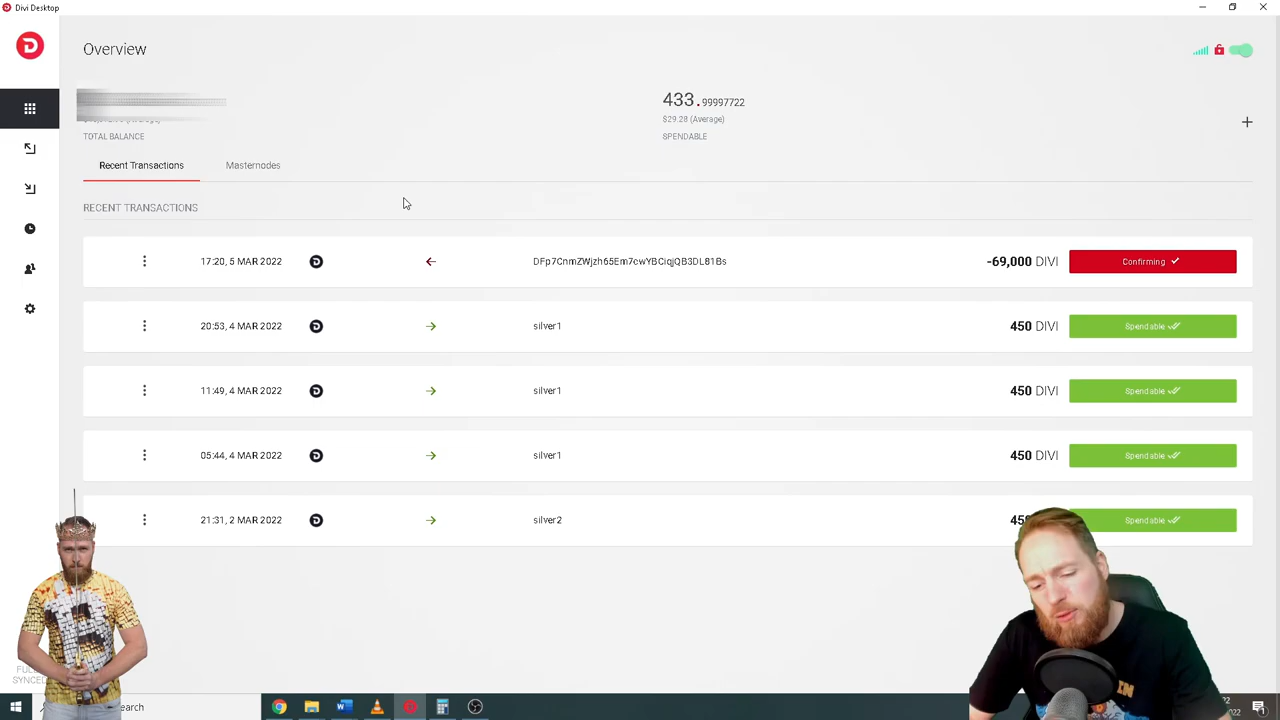 Divi Desktop
Overview
433.99997722
$29.28 (Average)
TOTAL BALANCE
SPENDABLE
Recent Transactions
Masternodes
RECENT TRANSACTIONS
17:20, 5 MAR 2022
-69,000 DIVI
Confirming
20:53, 4 MAR 2022
silver1
450 DIVI
Spendable
11:49, 4 MAR 2022
silver1
450 DIVI
Spendable
05:44, 4 MAR 2022
silver1
450 DIVI
Spendable
21:31, 2 MAR 2022
silver2
Spendable